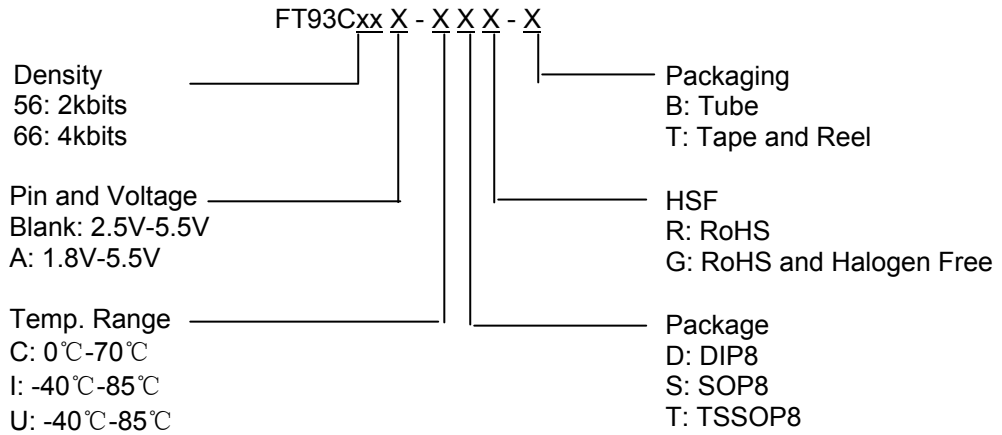 FT93Cxx X - X X X - X
Density
56: 2kbits
66: 4kbits
Pin and Voltage
Blank: 2.5V-5.5V
A: 1.8V-5.5V
Temp. Range
C: 0℃-70℃
I: -40℃-85℃
U: -40℃-85℃
Packaging
B: Tube
T: Tape and Reel
HSF
R: RoHS
G: RoHS and Halogen Free
Package
D: DIP8
S: SOP8
T: TSSOP8